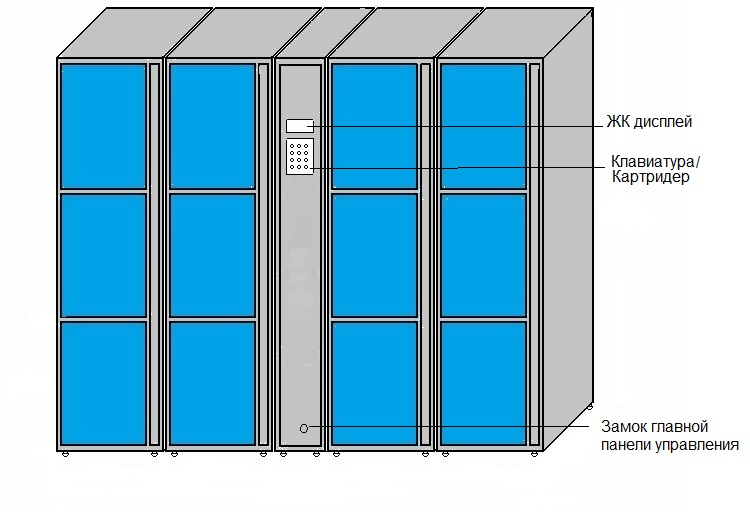 ЖК дисплей
Клавиатура/
Картридер
Замок главной
панели управления